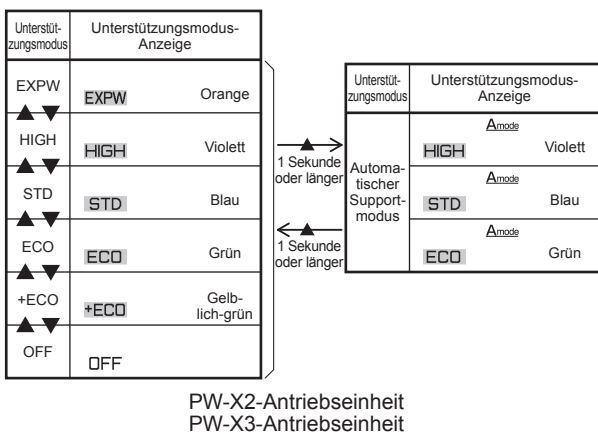 Unterstüt-
zungsmodus
Unterstützungsmodus-
Anzeige
EXPW
EXPW
Orange
HIGH
HIGH
Violett
STD
STD
Blau
ECO
ECO
Grün
+ECO
+ECO
Gelb-
lich-grün
OFF
OFF
1 Sekunde
oder länger
1 Sekunde
oder länger
Unterstüt-
zungsmodus
Unterstützungsmodus-
Anzeige
Automa-
tischer
Support-
modus
Amode
HIGH
Violett
Amode
STD
Blau
Amode
ECO
Grün
PW-X2-Antriebseinheit
PW-X3-Antriebseinheit